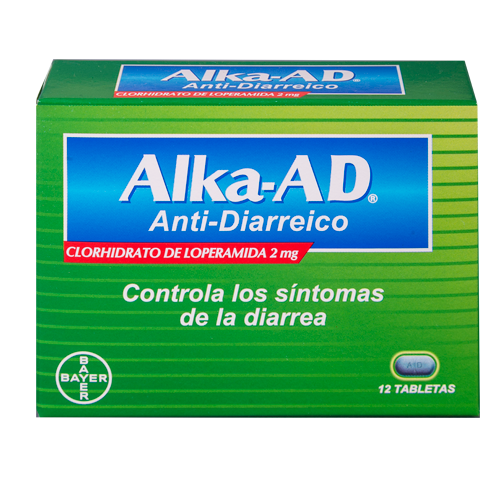 Alka-AD®
Anti-Diarreico
CLORHIDRATO DE LOPERAMIDA 2 mg
Alka-AD®
Anti-Diarreico
CLORHIDRATO DE LOPERAMIDA 2 mg
Controla los síntomas
de la diarrea
BAYER
BAYER
A/D
12 TABLETAS